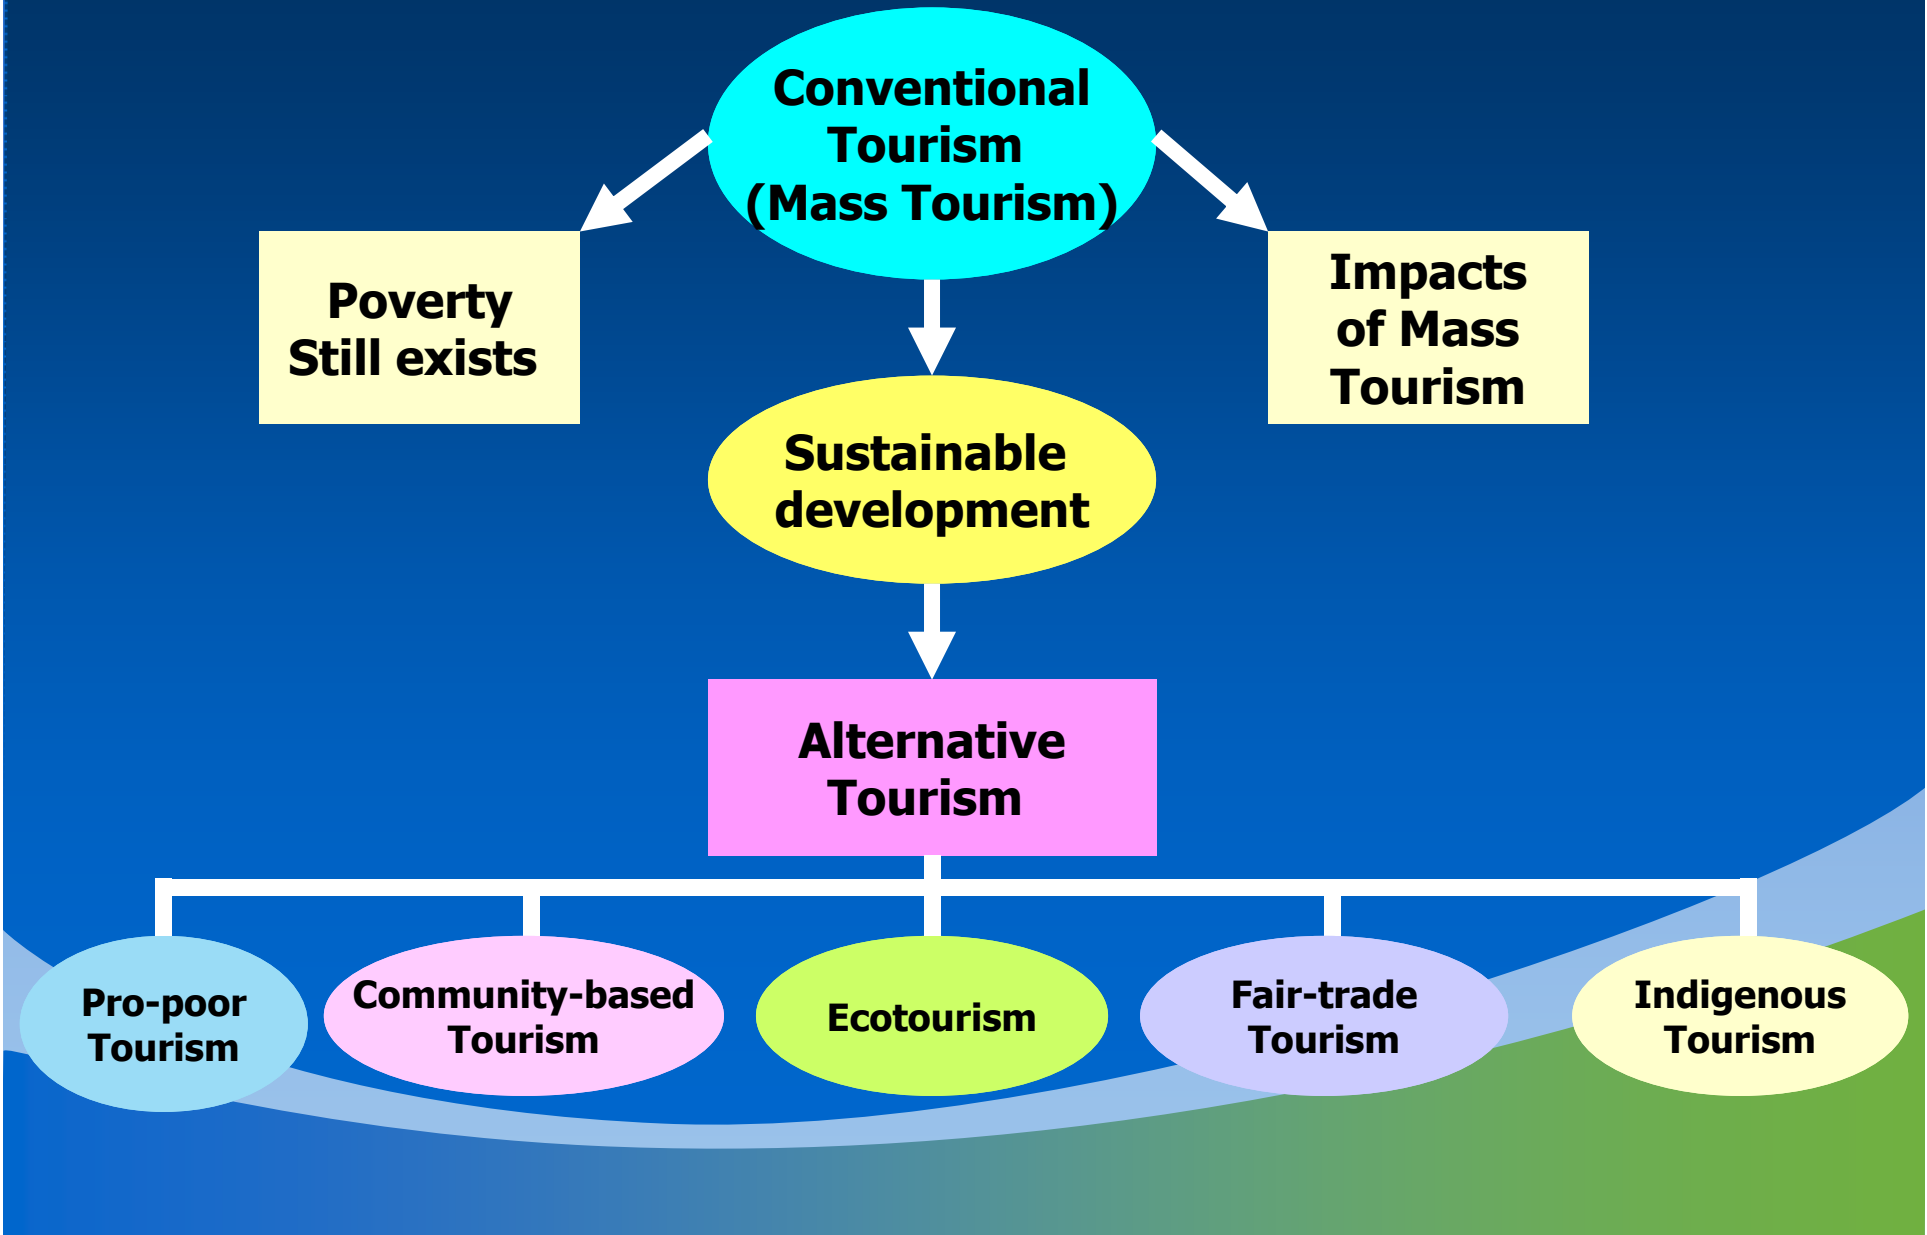 Conventional
Tourism
(Mass Tourism)
Poverty
Still exists
Impacts
of Mass
Tourism
Sustainable
development
Alternative
Tourism
Pro-poor
Tourism
Community-based
Tourism
Ecotourism
Fair-trade
Tourism
Indigenous
Tourism